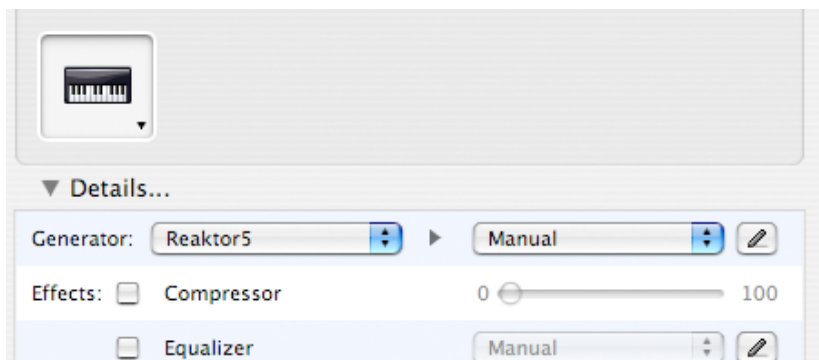 Details...
Generator: Reaktor5 Manual
Effects: Compressor 0 100
Equalizer Manual